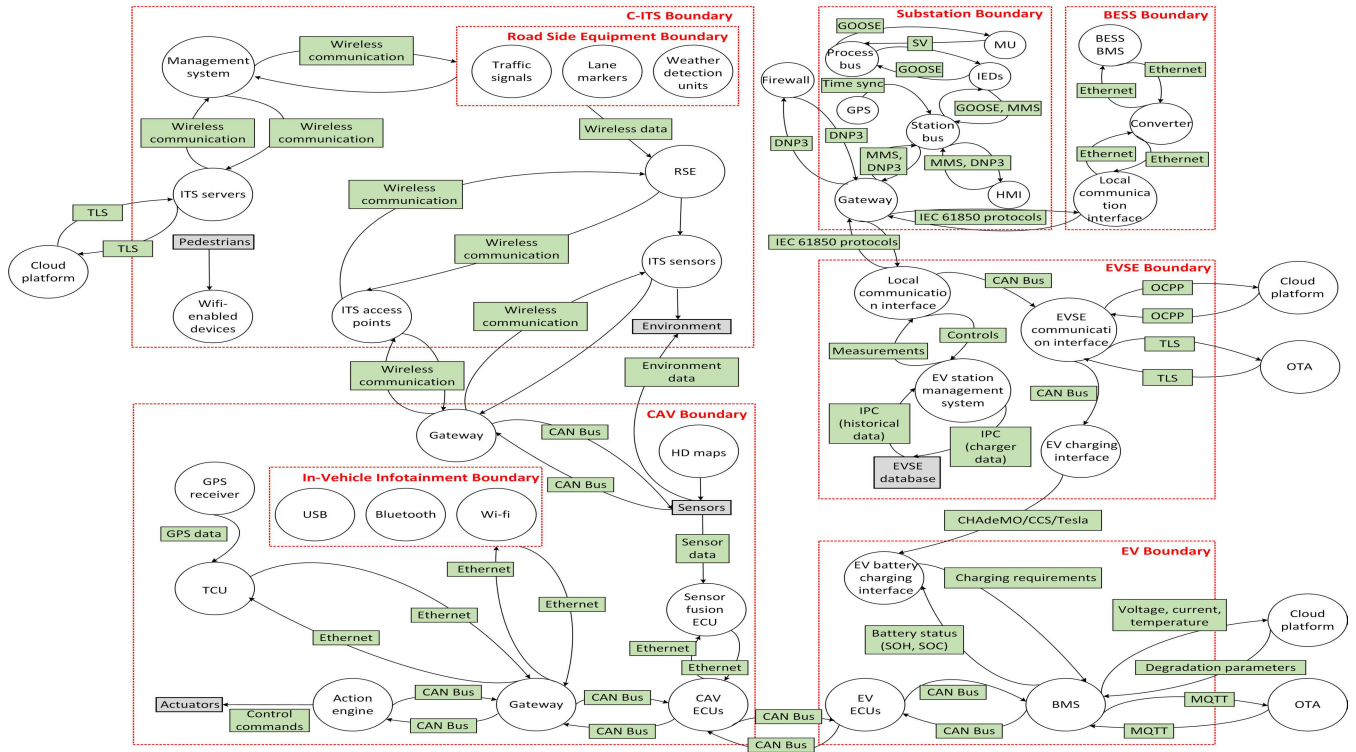 C-ITS Boundary
Road Side Equipment Boundary
Management
system
Wireless
communication
Traffic
signals
Lane
markers
Weather
detection
units
Wireless
communication
Wireless
communication
Wireless data
ITS servers
RSE
Wireless
communication
TLS
TLS
Cloud
platform
Pedestrians
Wifi-
enabled
devices
Wireless
communication
ITS sensors
ITS access
points
Wireless
communication
Environment
Wireless
communication
Environment
data
Substation Boundary
GOOSE
SV
MU
Process
bus
GOOSE
IEDs
Firewall
Time sync
GPS
GOOSE, MMS
Station
bus
DNP3
DNP3
MMS,
DNP3
MMS, DNP3
HMI
Gateway
IEC 61850 protocols
IEC 61850 protocols
BESS Boundary
BESS
BMS
Ethernet
Ethernet
Converter
Ethernet
Ethernet
Local
communica
tion
interface
EVSE Boundary
Local
communicatio
n interface
CAN Bus
OCPP
OCPP
Cloud
platform
EVSE
communicati
on interface
Controls
Measurements
TLS
TLS
OTA
EV station
management
system
CAN Bus
IPC
(historical
data)
IPC
(charger
data)
EV charging
interface
EVSE
database
CHAdeMO/CCS/Tesla
CAV Boundary
Gateway
CAN Bus
CAN Bus
HD maps
GPS
receiver
In-Vehicle Infotainment Boundary
USB
Bluetooth
Wi-fi
Sensors
GPS data
Sensor
data
TCU
Ethernet
Ethernet
Ethernet
Ethernet
Sensor
fusion
ECU
Ethernet
Ethernet
Actuators
Control
commands
Action
engine
CAN Bus
CAN Bus
Gateway
CAN Bus
CAN Bus
CAV
ECUs
CAN Bus
CAN Bus
EV Boundary
EV battery
charging
interface
Charging requirements
Battery status
(SOH, SOC)
Voltage, current,
temperature
Cloud
platform
Degradation parameters
EV
ECUs
CAN Bus
CAN Bus
BMS
MQTT
MQTT
OTA